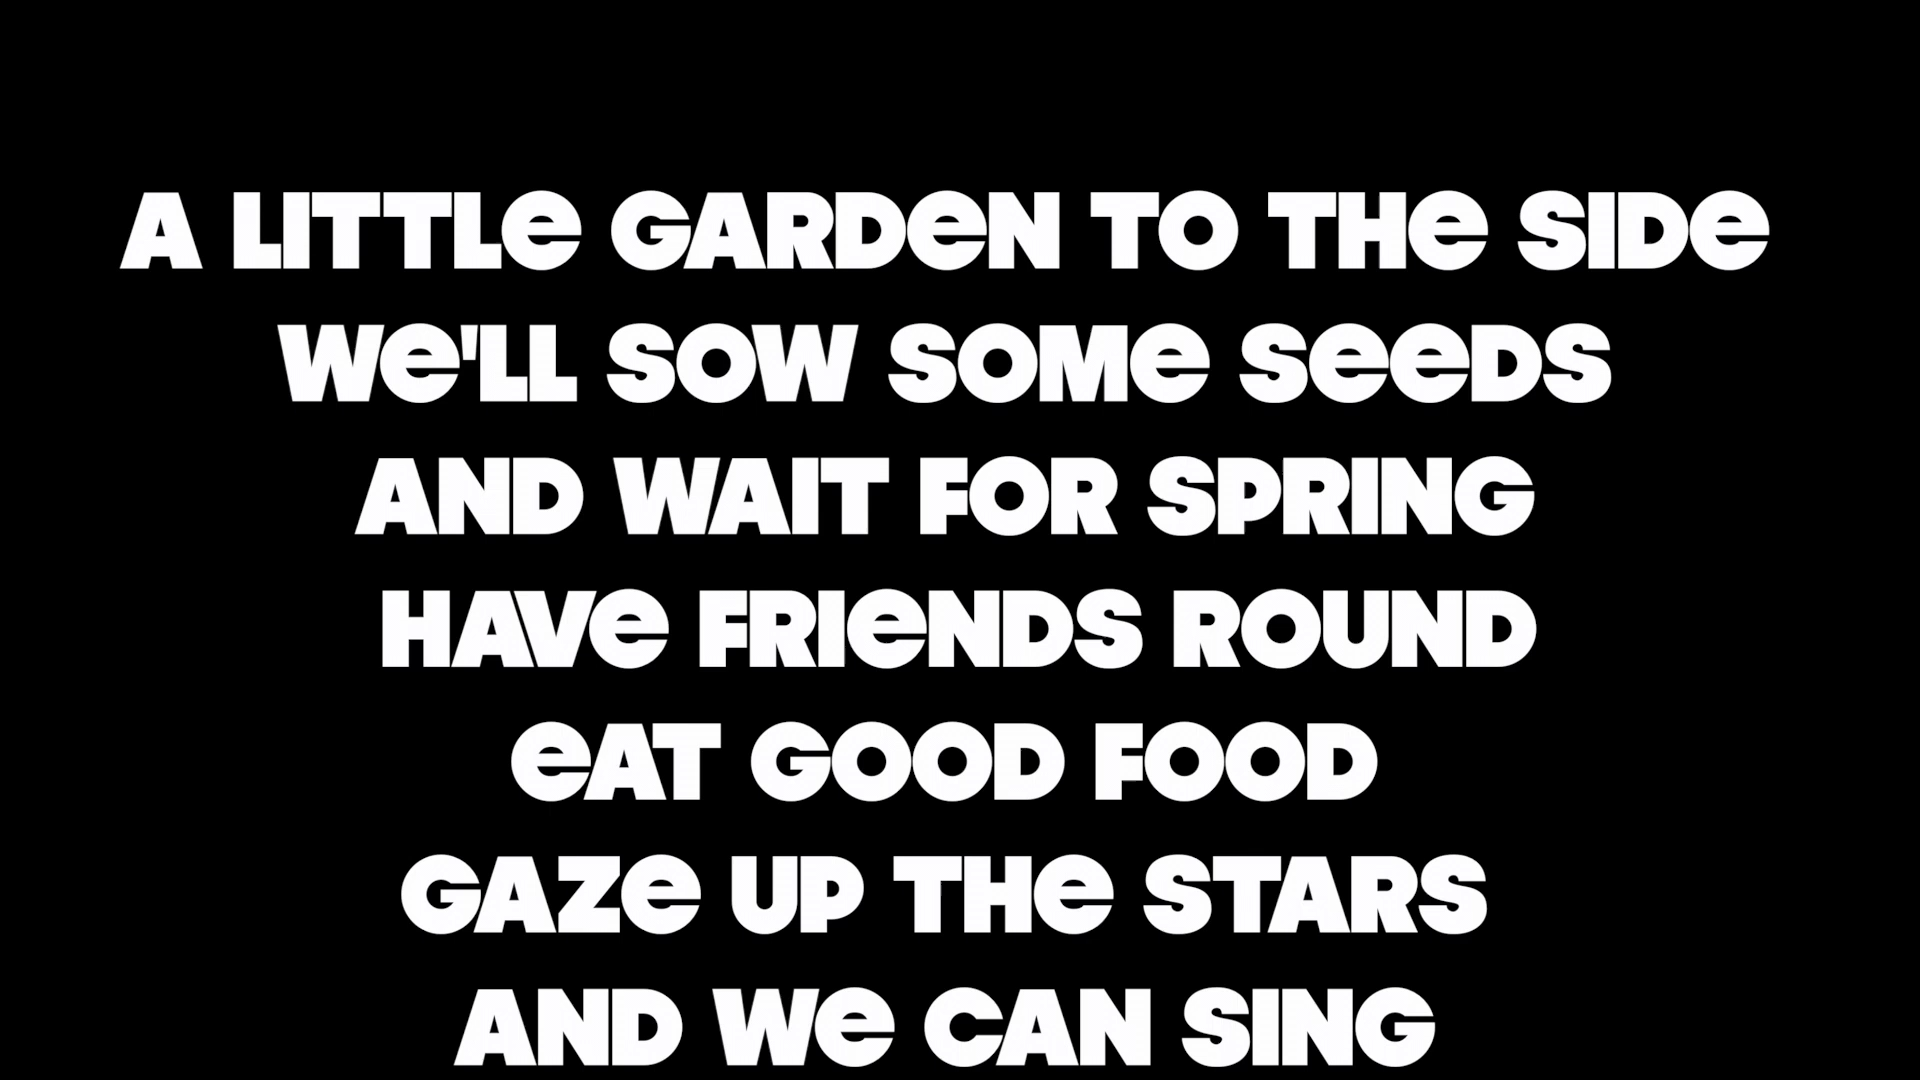 A LITTLe GARDeN TO THe SIDe
We'LL SOW SOMe SeeDS
AND WAIT FOR SPRING
HAVe FRIeNDS ROUND
eAT GOOD FOOD
GAZe UP THe STARS
AND We CAN SING